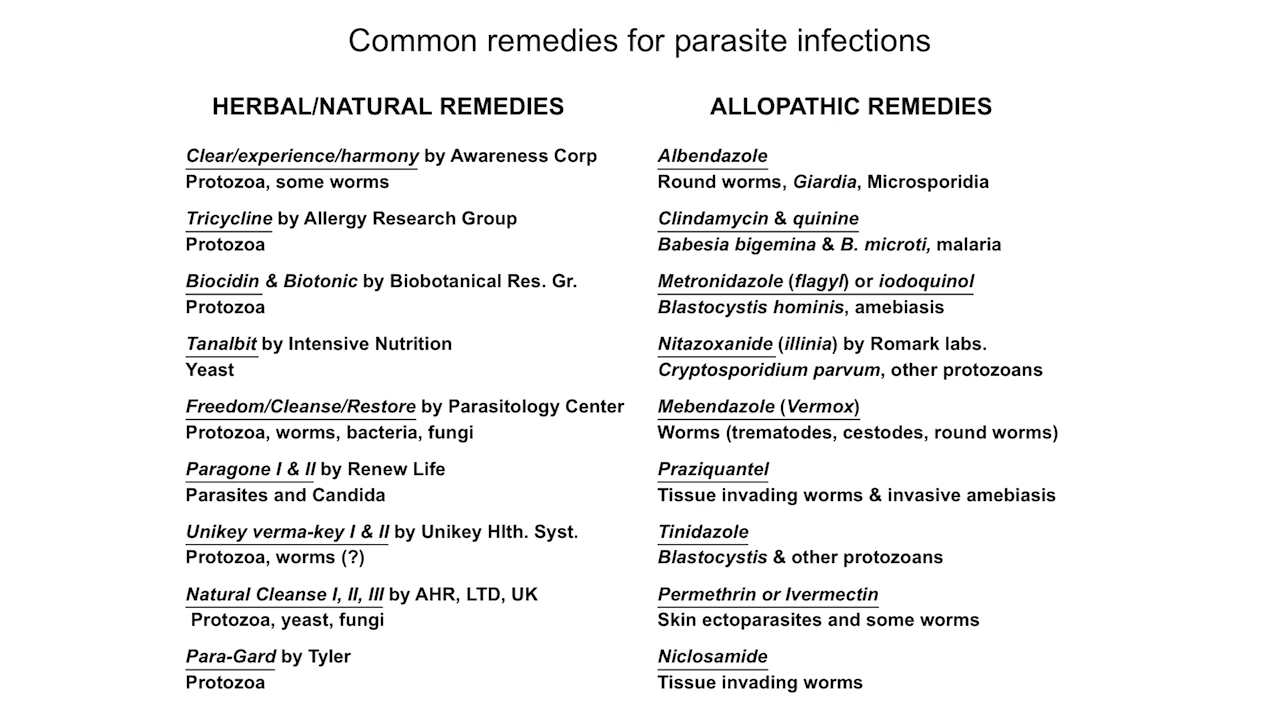 Common remedies for parasite infections
HERBAL/NATURAL REMEDIES
Clear/experience/harmony by Awareness Corp
Protozoa, some worms
Tricycline by Allergy Research Group
Protozoa
Biocidin & Biotonic by Biobotanical Res. Gr.
Protozoa
Tanalbit by Intensive Nutrition
Yeast
Freedom/Cleanse/Restore by Parasitology Center
Protozoa, worms, bacteria, fungi
Paragone I & II by Renew Life
Parasites and Candida
Unikey verma-key I & II by Unikey Hlth. Syst.
Protozoa, worms (?)
Natural Cleanse I, II, III by AHR, LTD, UK
Protozoa, yeast, fungi
Para-Gard by Tyler
Protozoa
ALLOPATHIC REMEDIES
Albendazole
Round worms, Giardia, Microsporidia
Clindamycin & quinine
Babesia bigemina & B. microti, malaria
Metronidazole (flagyl) or iodoquinol
Blastocystis hominis, amebiasis
Nitazoxanide (illinia) by Romark labs.
Cryptosporidium parvum, other protozoans
Mebendazole (Vermox)
Worms (trematodes, cestodes, round worms)
Praziquantel
Tissue invading worms & invasive amebiasis
Tinidazole
Blastocystis & other protozoans
Permethrin or Ivermectin
Skin ectoparasites and some worms
Niclosamide
Tissue invading worms